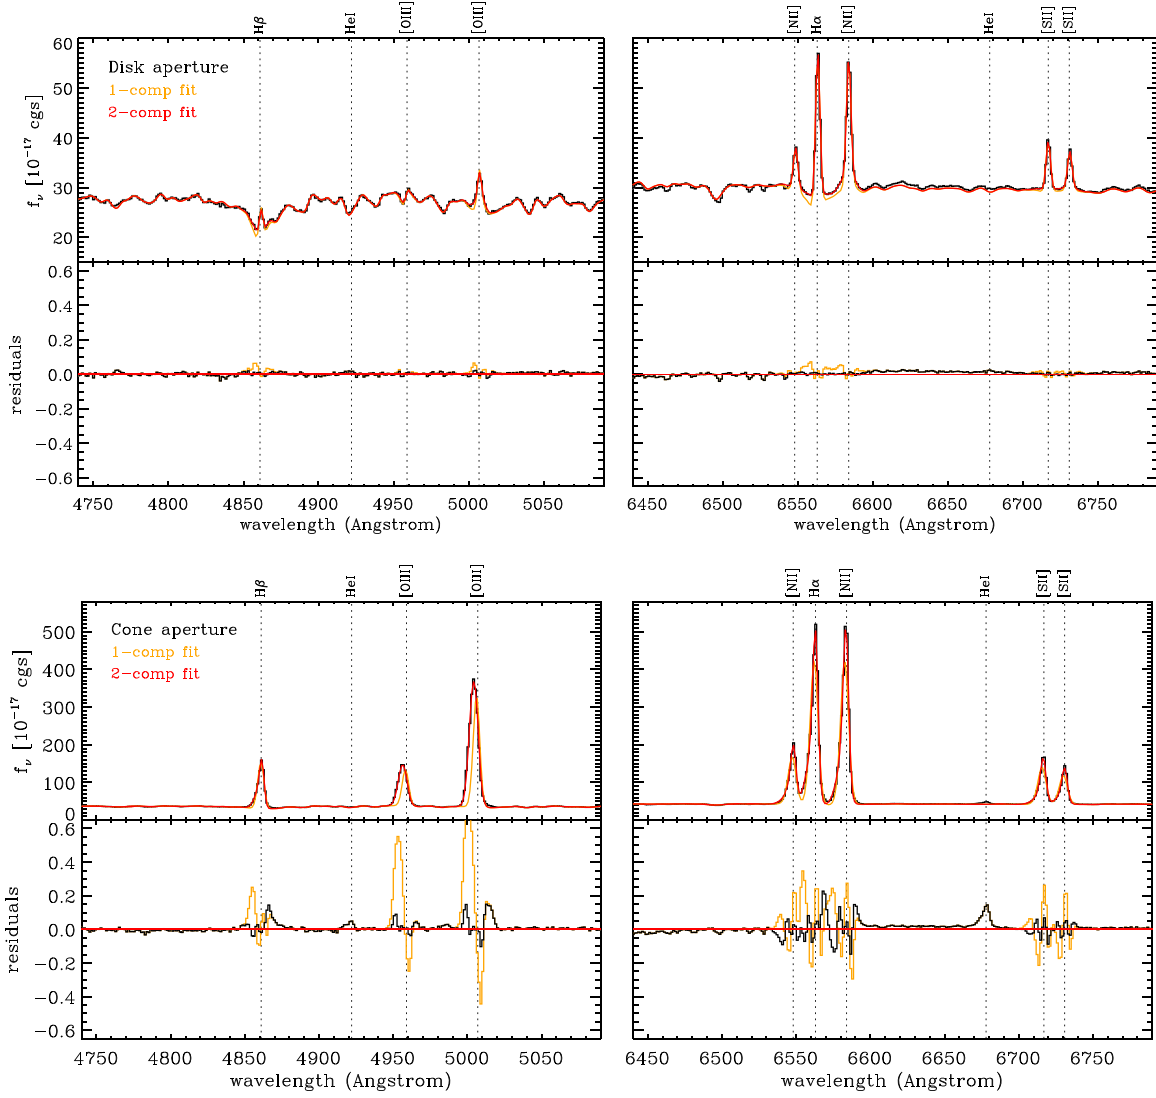 Hβ HeI [OIII] [OIII]
60
50
40
30
20
fν [10−17 cgs]
Disk aperture
1−comp fit
2−comp fit
0.6
0.4
0.2
0.0
−0.2
−0.4
−0.6
residuals
4750 4800 4850 4900 4950 5000 5050
wavelength (Angstrom)
[NII] Hα [NII] HeI [SII] [SII]
6450 6500 6550 6600 6650 6700 6750
wavelength (Angstrom)
Hβ HeI [OIII] [OIII]
500
400
300
200
100
0
fν [10−17 cgs]
Cone aperture
1−comp fit
2−comp fit
0.6
0.4
0.2
0.0
−0.2
−0.4
−0.6
residuals
4750 4800 4850 4900 4950 5000 5050
wavelength (Angstrom)
[NII] Hα [NII] HeI [SII] [SII]
6450 6500 6550 6600 6650 6700 6750
wavelength (Angstrom)